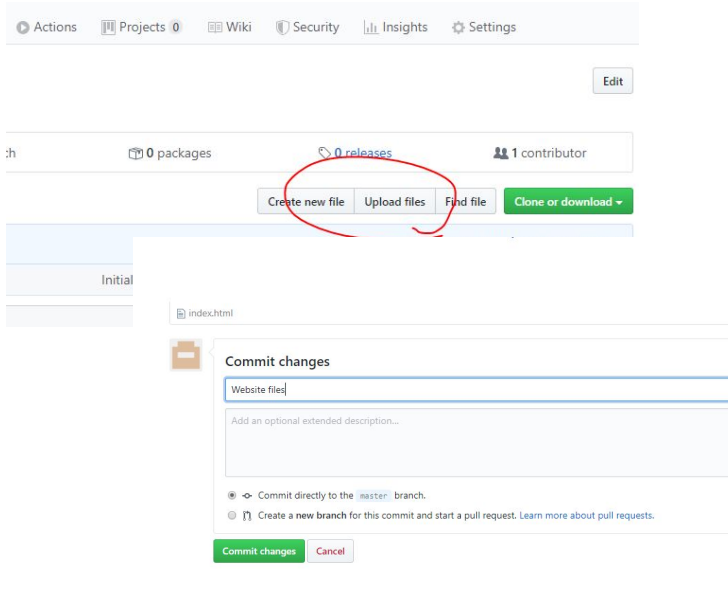 Actions Projects 0 Wiki Security Insights Settings
Edit
0 packages 0 releases 1 contributor
Create new file Upload files Find file Clone or download
Initial
index.html
Commit changes
Website files
Add an optional extended description...
Commit directly to the master branch.
Create a new branch for this commit and start a pull request. Learn more about pull requests.
Commit changes Cancel